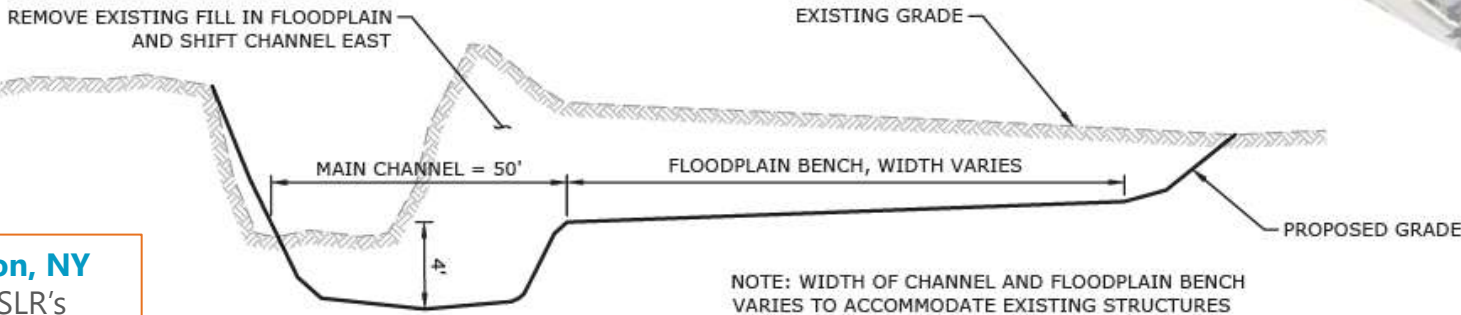 REMOVE EXISTING FILL IN FLOODPLAIN
AND SHIFT CHANNEL EAST
EXISTING GRADE
MAIN CHANNEL = 50'
FLOODPLAIN BENCH, WIDTH VARIES
4'
PROPOSED GRADE
NOTE: WIDTH OF CHANNEL AND FLOODPLAIN BENCH
VARIES TO ACCOMMODATE EXISTING STRUCTURES
on, NY
SLR's